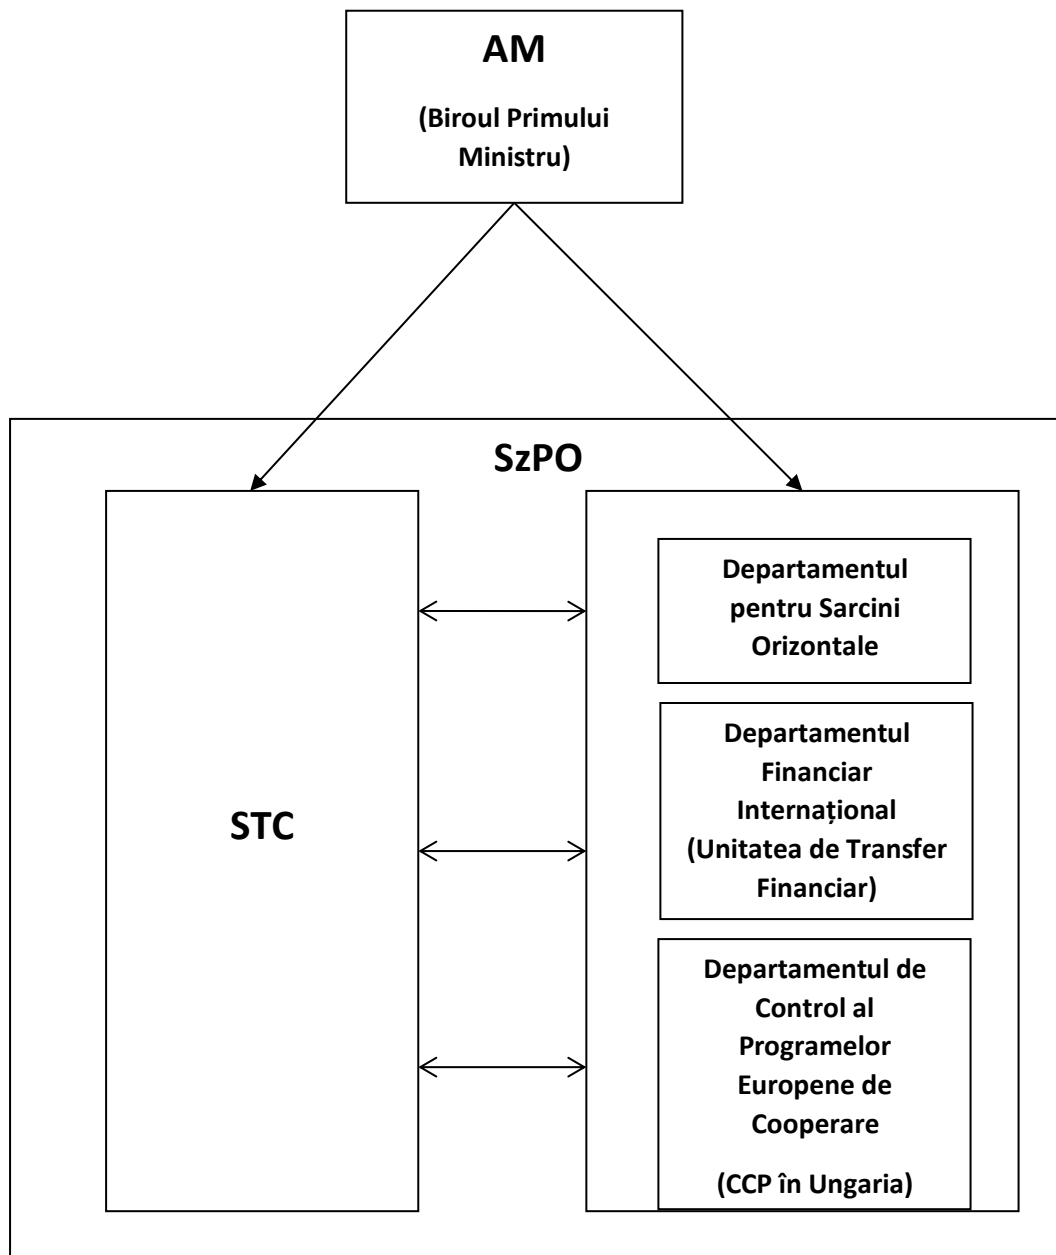 AM
(Biroul Primului
Ministru)
SzPO
STC
Departamentul
pentru Sarcini
Orizontale
Departamentul
Financiar
Internațional
(Unitatea de Transfer
Financiar)
Departamentul de
Control al
Programelor
Europene de
Cooperare
(CCP în Ungaria)